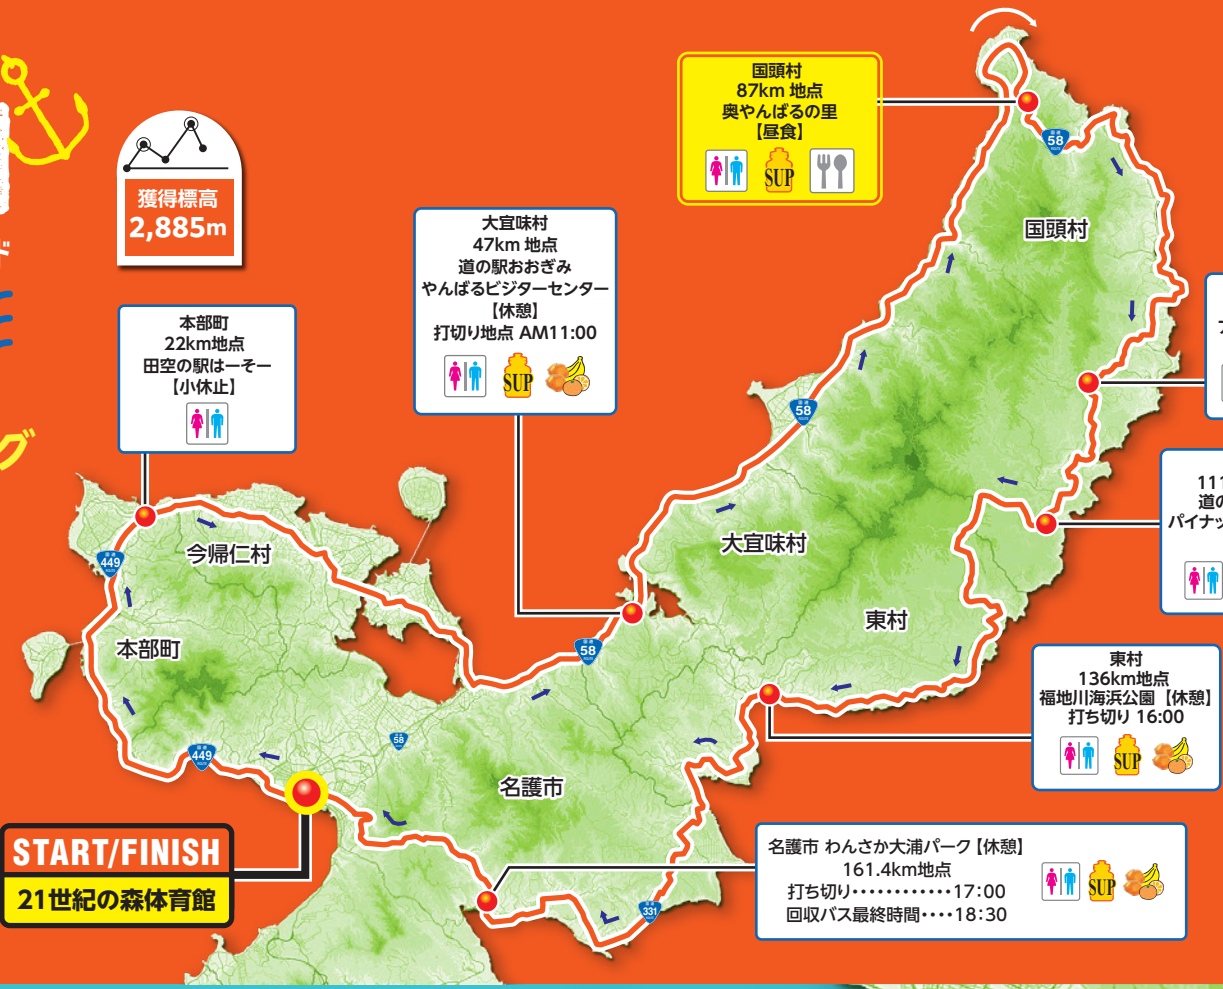 獲得標高
2,885m
国頭村
87km 地点
奥やんばるの里
【昼食】
SUP
大宜味村
47km 地点
道の駅おおぎみ
やんばるビジターセンター
【休憩】
打切り地点 AM11:00
SUP
本部町
22km地点
田空の駅はーそー
【小休止】
111
道の
パイナッ
東村
136km地点
福地川海浜公園【休憩】
打ち切り 16:00
SUP
名護市 わんさか大浦パーク【休憩】
161.4km地点
打ち切り・・・・・・・・・・・・17:00
回収バス最終時間・・・・18:30
SUP
START/FINISH
21世紀の森体育館
国頭村
大宜味村
東村
今帰仁村
本部町
名護市
58
58
58
58
449
449
331
グ